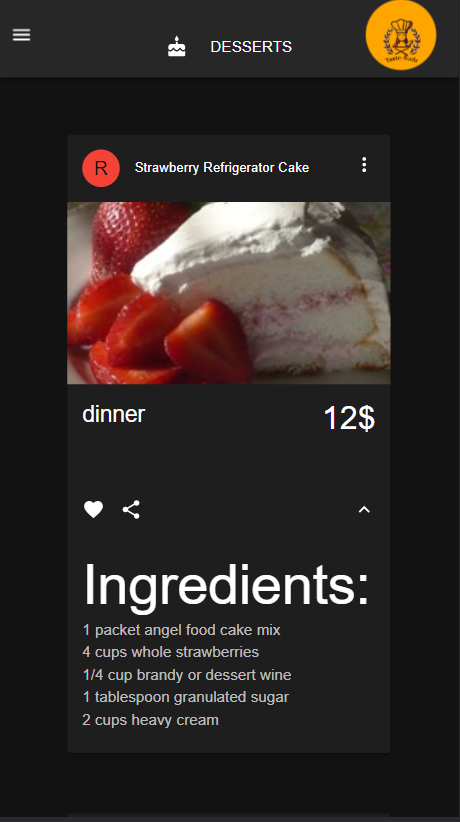 DESSERTS
Taste Buds
R
Strawberry Refrigerator Cake
dinner
12$
Ingredients:
1 packet angel food cake mix
4 cups whole strawberries
1/4 cup brandy or dessert wine
1 tablespoon granulated sugar
2 cups heavy cream